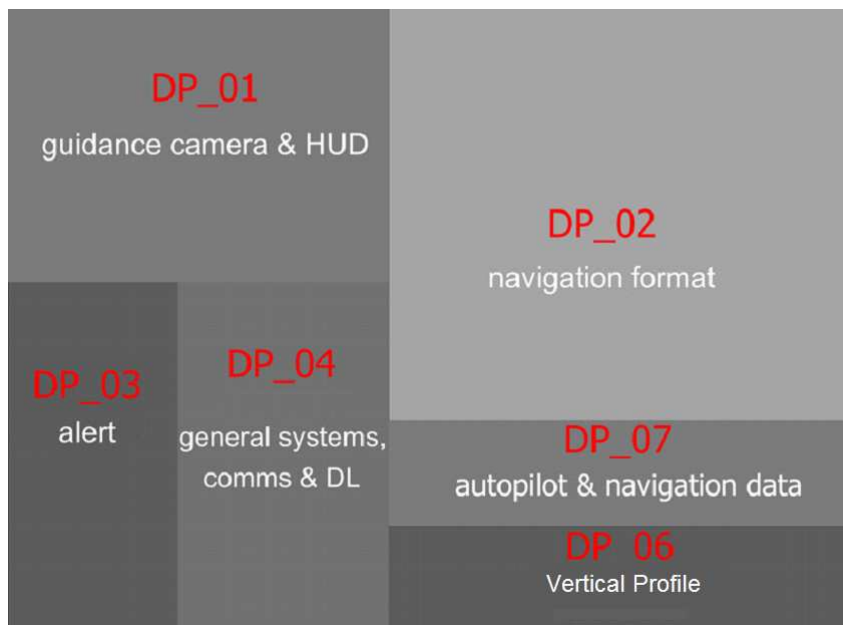 DP_01
guidance camera & HUD
DP_02
navigation format
DP_03
alert
DP_04
general systems,
comms & DL
DP_07
autopilot & navigation data
DP_06
Vertical Profile